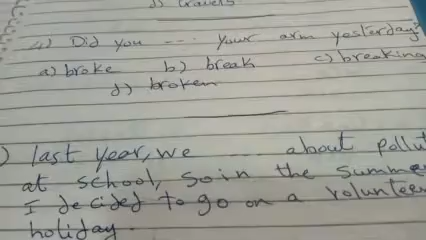 d) travels
4) Did you .... your arm yesterday?
a) broke b) break c) breaking
d) broken
) last year, we .... about pollut
at school, so in the summer
I decided to go on a volunteer
holiday.